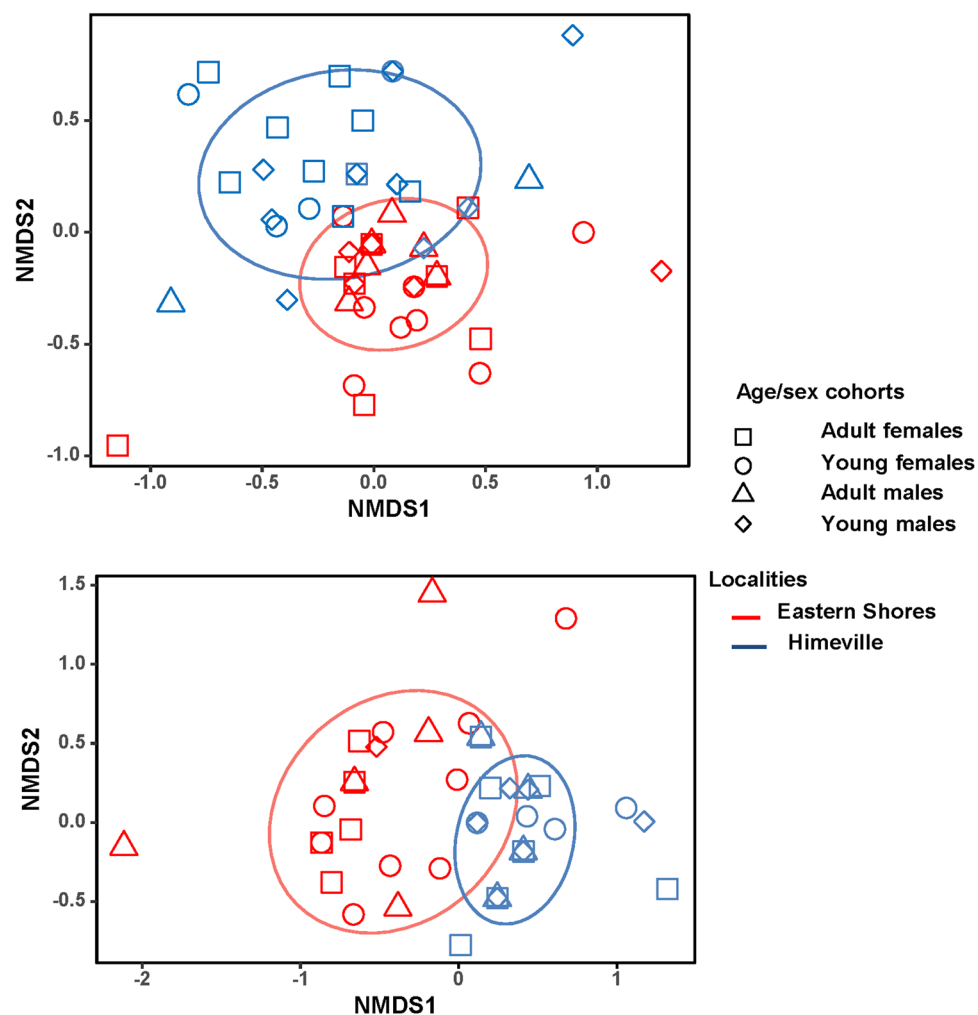 NMDS2
0.5
0.0
-0.5
-1.0
-1.0 -0.5 0.0 0.5 1.0
NMDS1
Age/sex cohorts
Adult females
Young females
Adult males
Young males
Localities
Eastern Shores
Himeville
NMDS2
1.5
1.0
0.5
0.0
-0.5
-2 -1 0 1
NMDS1